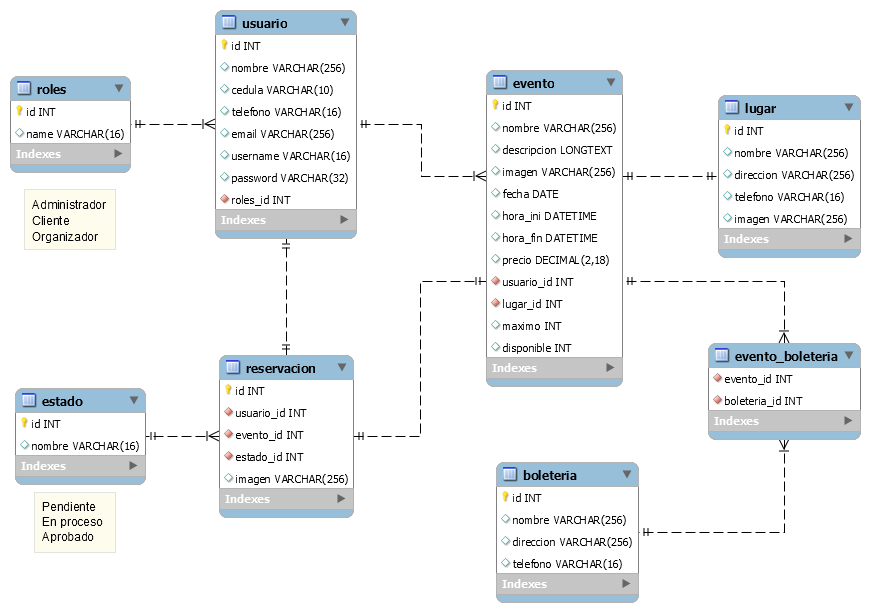 usuario
id INT
nombre VARCHAR(256)
cedula VARCHAR(10)
telefono VARCHAR(16)
email VARCHAR(256)
username VARCHAR(16)
password VARCHAR(32)
roles_id INT
Indexes
roles
id INT
name VARCHAR(16)
Indexes
Administrador
Cliente
Organizador
evento
id INT
nombre VARCHAR(256)
descripcion LONGTEXT
imagen VARCHAR(256)
fecha DATE
hora_ini DATETIME
hora_fin DATETIME
precio DECIMAL(2,18)
usuario_id INT
lugar_id INT
maximo INT
disponible INT
Indexes
lugar
id INT
nombre VARCHAR(256)
direccion VARCHAR(256)
telefono VARCHAR(16)
imagen VARCHAR(256)
Indexes
reservacion
id INT
usuario_id INT
evento_id INT
estado_id INT
imagen VARCHAR(256)
Indexes
estado
id INT
nombre VARCHAR(16)
Indexes
Pendiente
En proceso
Aprobado
evento_boleteria
evento_id INT
boleteria_id INT
Indexes
boleteria
id INT
nombre VARCHAR(256)
direccion VARCHAR(256)
telefono VARCHAR(16)
Indexes